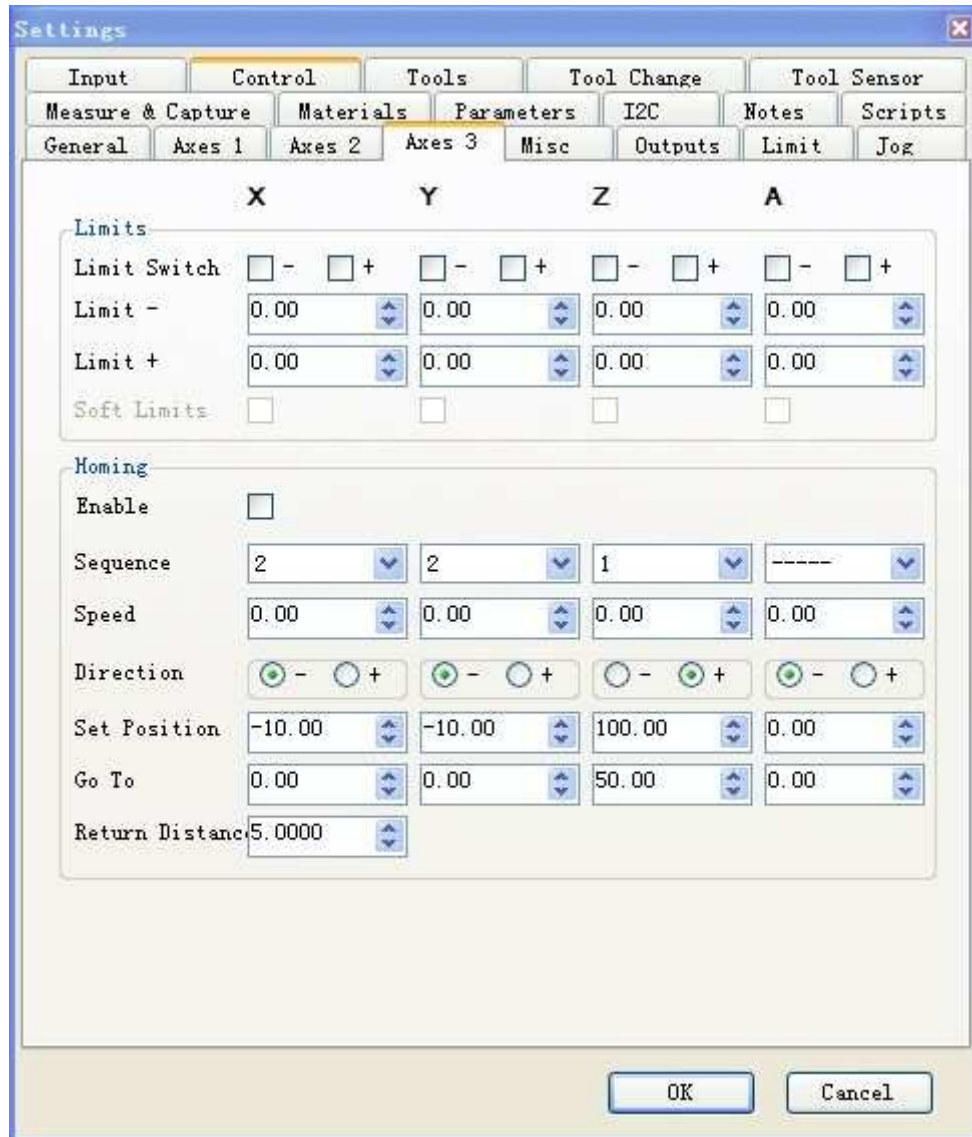 Settings
Input Control Tools Tool Change Tool Sensor
Measure & Capture Materials Parameters I2C Notes Scripts
General Axes 1 Axes 2 Axes 3 Misc Outputs Limit Jog
X Y Z A
Limits
Limit Switch - + - + - + - +
Limit - 0.00 0.00 0.00 0.00
Limit + 0.00 0.00 0.00 0.00
Soft Limits
Homing
Enable
Sequence 2 2 1 -----
Speed 0.00 0.00 0.00 0.00
Direction - + - + - + - +
Set Position -10.00 -10.00 100.00 0.00
Go To 0.00 0.00 50.00 0.00
Return Distanc 5.0000
OK Cancel